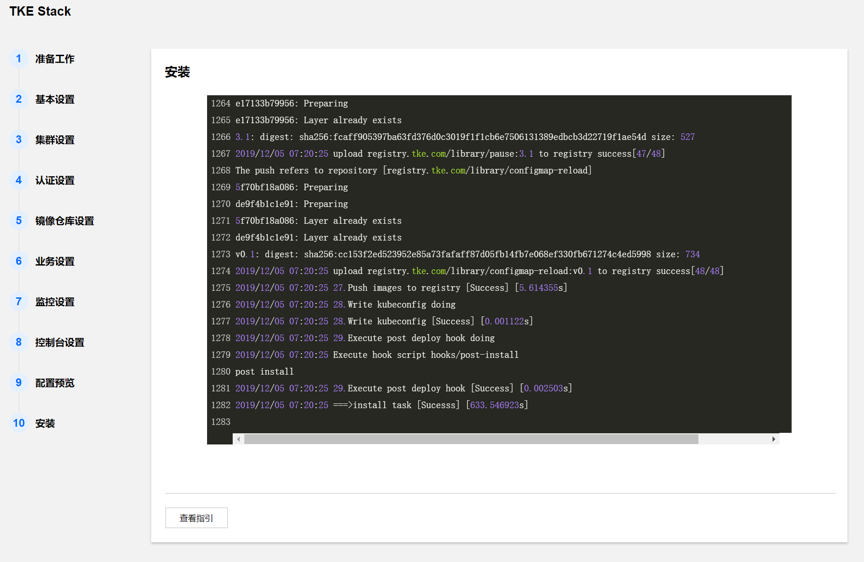 TKE Stack
1 准备工作
2 基本设置
3 集群设置
4 认证设置
5 镜像仓库设置
6 业务设置
7 监控设置
8 控制台设置
9 配置预览
10 安装
安装
1264 e17133b79956: Preparing
1265 e17133b79956: Layer already exists
1266 3.1: digest: sha256:fcaff905397ba63fd376d0c3019f1f1cb6e7506131389edbcb3d22719f1ae54d size: 527
1267 2019/12/05 07:20:25 upload registry.tke.com/library/pause:3.1 to registry success[47/48]
1268 The push refers to repository [registry.tke.com/library/configmap-reload]
1269 5f70bf18a086: Preparing
1270 de9f4b1c1e91: Preparing
1271 5f70bf18a086: Layer already exists
1272 de9f4b1c1e91: Layer already exists
1273 v0.1: digest: sha256:cc153f2ed523952e85a73fafaff87d05fb14fb7e068ef330fb671274c4ed5998 size: 734
1274 2019/12/05 07:20:25 upload registry.tke.com/library/configmap-reload:v0.1 to registry success[48/48]
1275 2019/12/05 07:20:25 27.Push images to registry [Success] [5.614355s]
1276 2019/12/05 07:20:25 28.Write kubeconfig doing
1277 2019/12/05 07:20:25 28.Write kubeconfig [Success] [0.001122s]
1278 2019/12/05 07:20:25 29.Execute post deploy hook doing
1279 2019/12/05 07:20:25 Execute hook script hooks/post-install
1280 post install
1281 2019/12/05 07:20:25 29.Execute post deploy hook [Success] [0.002503s]
1282 2019/12/05 07:20:25 ===>install task [Sucesss] [633.546923s]
1283
查看指引